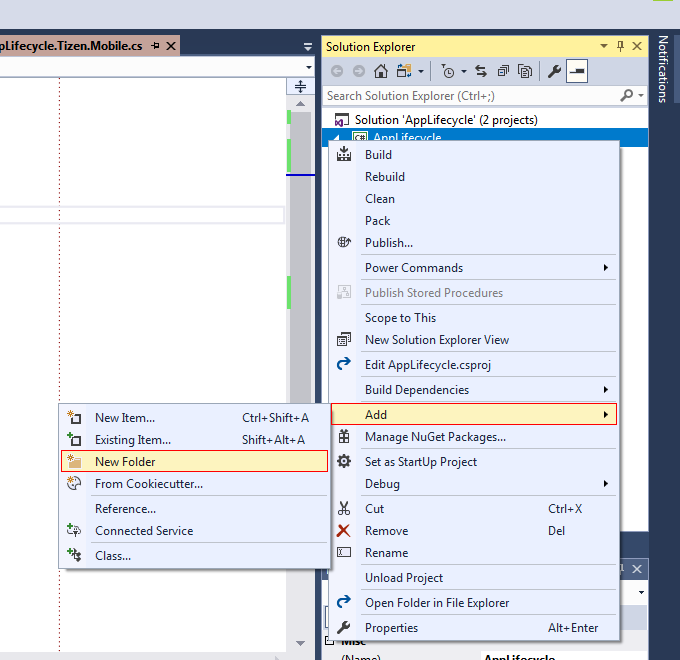 pLifecycle.Tizen.Mobile.cs
Solution Explorer
Notifications
Search Solution Explorer (Ctrl+;)
Solution 'AppLifecycle' (2 projects)
C# AppLifecycle
Build
Rebuild
Clean
Pack
Publish...
Power Commands
Publish Stored Procedures
Scope to This
New Solution Explorer View
Edit AppLifecycle.csproj
Build Dependencies
Add
Manage NuGet Packages...
Set as StartUp Project
Debug
Cut Ctrl+X
Remove Del
Rename
Unload Project
Open Folder in File Explorer
Properties Alt+Enter
New Item... Ctrl+Shift+A
Existing Item... Shift+Alt+A
New Folder
From Cookiecutter...
Reference...
Connected Service
Class...
Misc
(Name) AppLifecycle